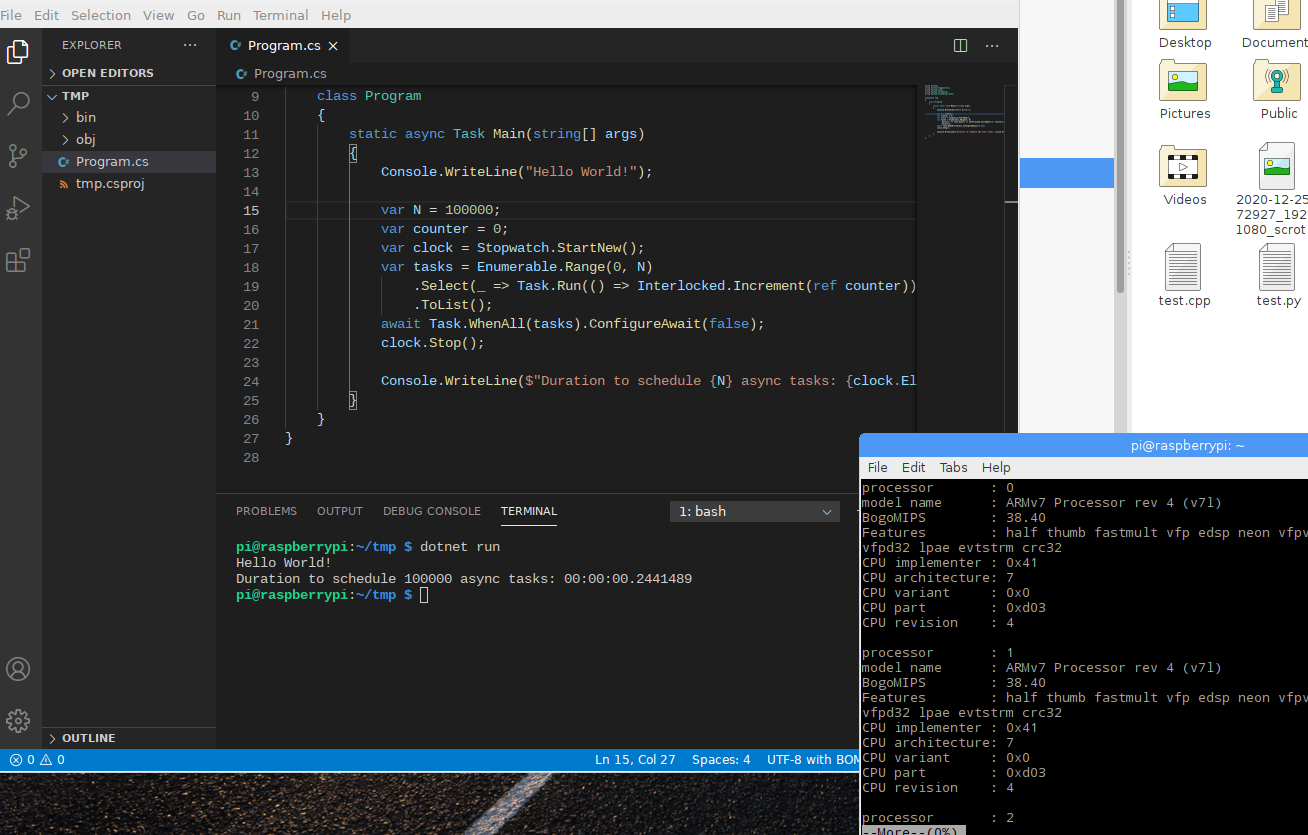 File Edit Selection View Go Run Terminal Help
EXPLORER
OPEN EDITORS
TMP
bin
obj
Program.cs
tmp.csproj
OUTLINE
Program.cs
Program.cs
9 class Program
10 {
11 static async Task Main(string[] args)
12 {
13 Console.WriteLine("Hello World!");
14
15 var N = 100000;
16 var counter = 0;
17 var clock = Stopwatch.StartNew();
18 var tasks = Enumerable.Range(0, N)
19 .Select(_ => Task.Run(() => Interlocked.Increment(ref counter))
20 .ToList();
21 await Task.WhenAll(tasks).ConfigureAwait(false);
22 clock.Stop();
23
24 Console.WriteLine($"Duration to schedule {N} async tasks: {clock.El
25 }
26 }
27 }
28
PROBLEMS OUTPUT DEBUG CONSOLE TERMINAL 1: bash
pi@raspberrypi:~/tmp $ dotnet run
Hello World!
Duration to schedule 100000 async tasks: 00:00:00.2441489
pi@raspberrypi:~/tmp $
0 0 Ln 15, Col 27 Spaces: 4 UTF-8 with BOM
Desktop Document
Pictures Public
Videos 2020-12-25
72927_192
1080_scrot
test.cpp test.py
pi@raspberrypi: ~
File Edit Tabs Help
processor : 0
model name : ARMv7 Processor rev 4 (v7l)
BogoMIPS : 38.40
Features : half thumb fastmult vfp edsp neon vfpv
vfpd32 lpae evtstrm crc32
CPU implementer : 0x41
CPU architecture: 7
CPU variant : 0x0
CPU part : 0xd03
CPU revision : 4
processor : 1
model name : ARMv7 Processor rev 4 (v7l)
BogoMIPS : 38.40
Features : half thumb fastmult vfp edsp neon vfpv
vfpd32 lpae evtstrm crc32
CPU implementer : 0x41
CPU architecture: 7
CPU variant : 0x0
CPU part : 0xd03
CPU revision : 4
processor : 2
--More--(0%)